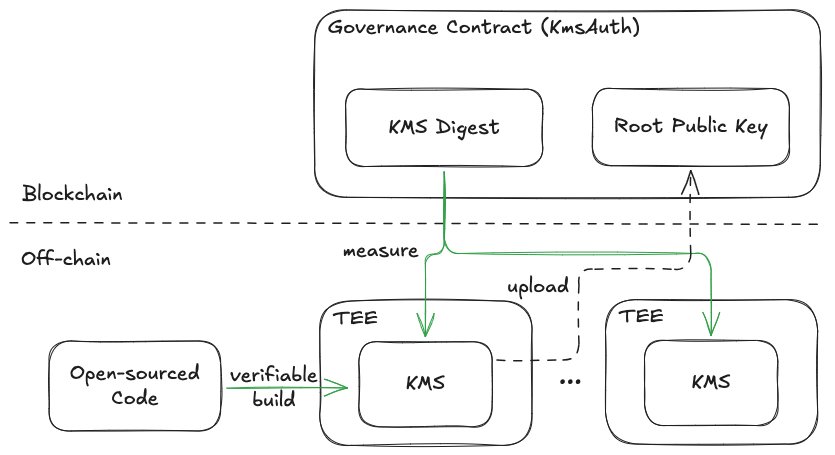 Governance Contract (KmsAuth)
KMS Digest
Root Public Key
Blockchain
Off-chain
measure
upload
TEE
TEE
Open-sourced
Code
verifiable
build
KMS
...
KMS